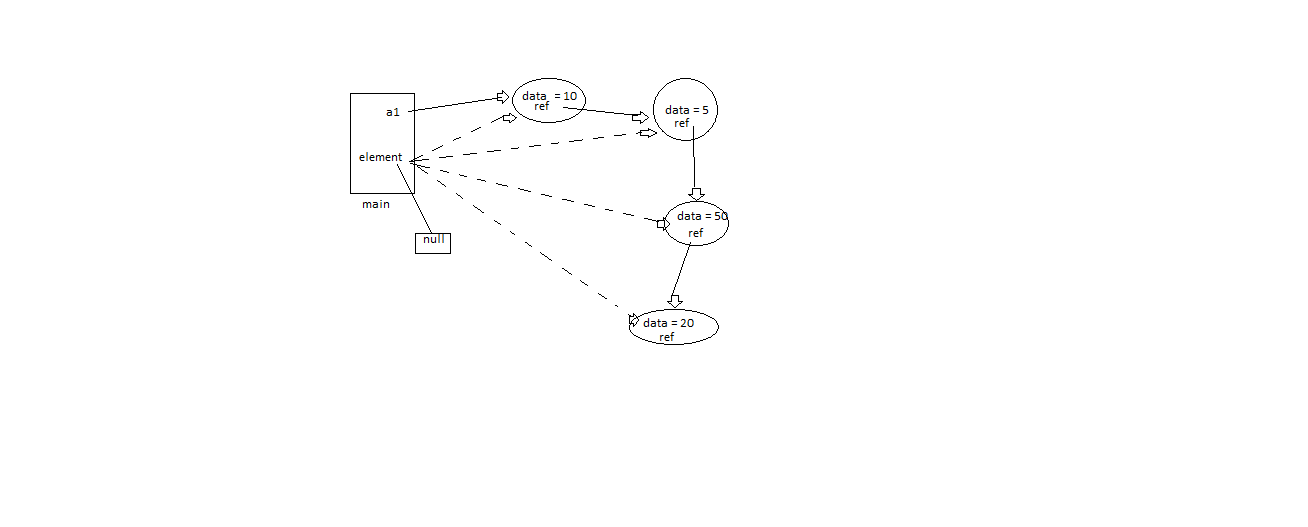 a1
element
main
null
data = 10
ref
data = 5
ref
data = 50
ref
data = 20
ref